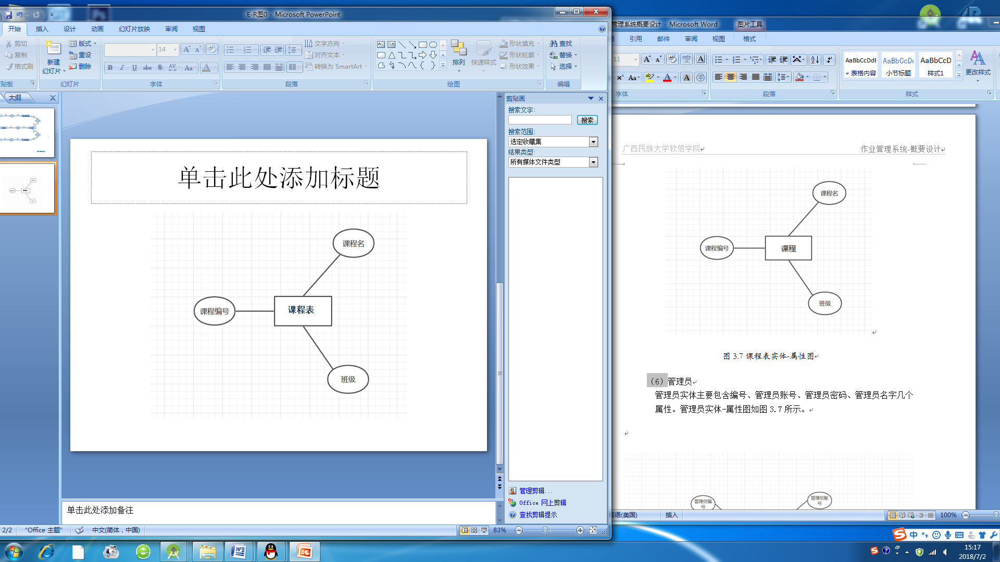 E-R图0 - Microsoft PowerPoint
开始 插入 设计 动画 幻灯片放映 审阅 视图
剪切
复制
格式刷
贴板
新建
幻灯片
版式
重设
删除
幻灯片
14
字体
文字方向
对齐文本
转换为 SmartArt
段落
排列
快速样式
形状填充
形状轮廓
形状效果
绘图
查找
替换
选择
编辑
大纲
单击此处添加标题
课程名
课程编号
课程表
班级
单击此处添加备注
2/2 "Office 主题" 中文(简体，中国) 83%
剪贴画
搜索文字:
搜索
搜索范围:
选定收藏集
结果类型:
所有媒体文件类型
管理剪辑...
Office 网上剪辑
查找剪辑提示
管理系统概要设计 - Microsoft Word 图片工具
引用 邮件 审阅 视图 格式
11
字体
段落
AaBbCcDdE AaBbCcDc AaBbCcD
表格内容 小节标题 样式1
更改样式
样式
广西民族大学软信学院 作业管理系统-概要设计
课程名
课程编号
课程
班级
图 3.7 课程表实体-属性图
（6）管理员
管理员实体主要包含编号、管理员账号、管理员密码、管理员名字几个
属性。管理员实体-属性图如图 3.7 所示。
管理员编
号
管理员账
号
英语(美国) 插入 100%
中
15:17
2018/7/2